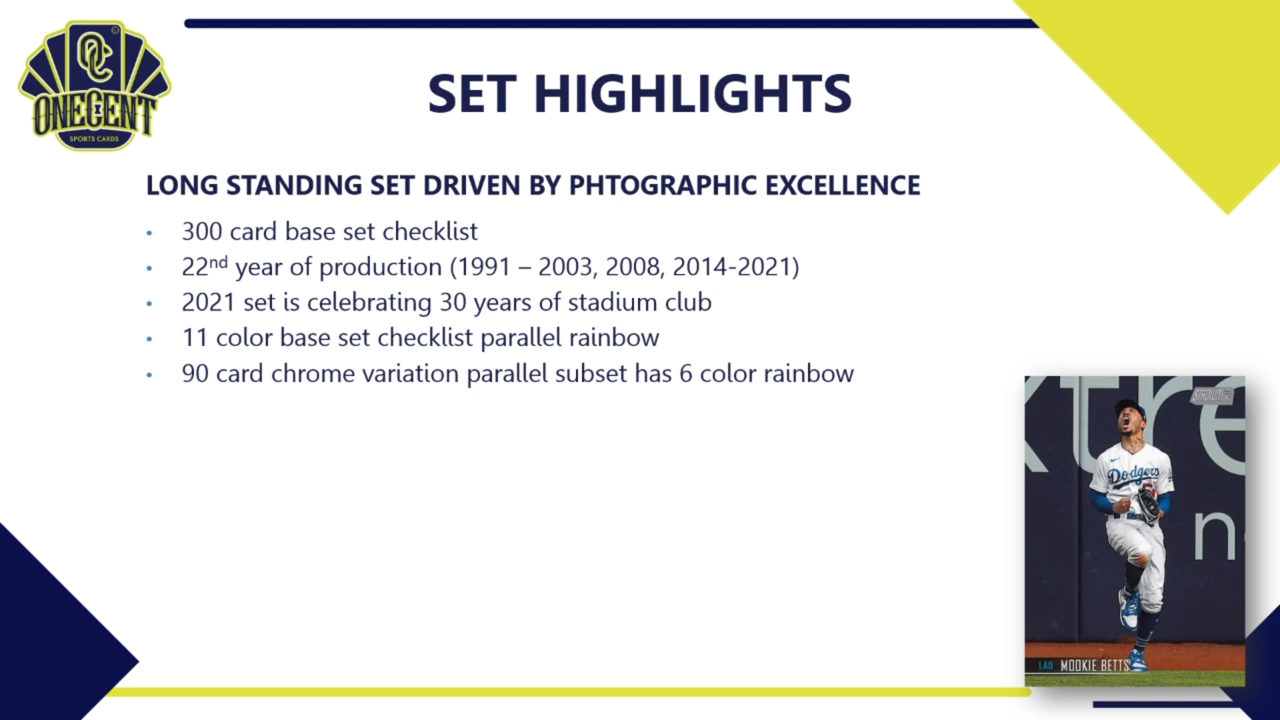 OC
ONECENT
SPORTS CARDS
SET HIGHLIGHTS
LONG STANDING SET DRIVEN BY PHTOGRAPHIC EXCELLENCE
• 300 card base set checklist
• 22nd year of production (1991 – 2003, 2008, 2014-2021)
• 2021 set is celebrating 30 years of stadium club
• 11 color base set checklist parallel rainbow
• 90 card chrome variation parallel subset has 6 color rainbow
xtre
Dodgers
n
LAD MOOKIE BETTS